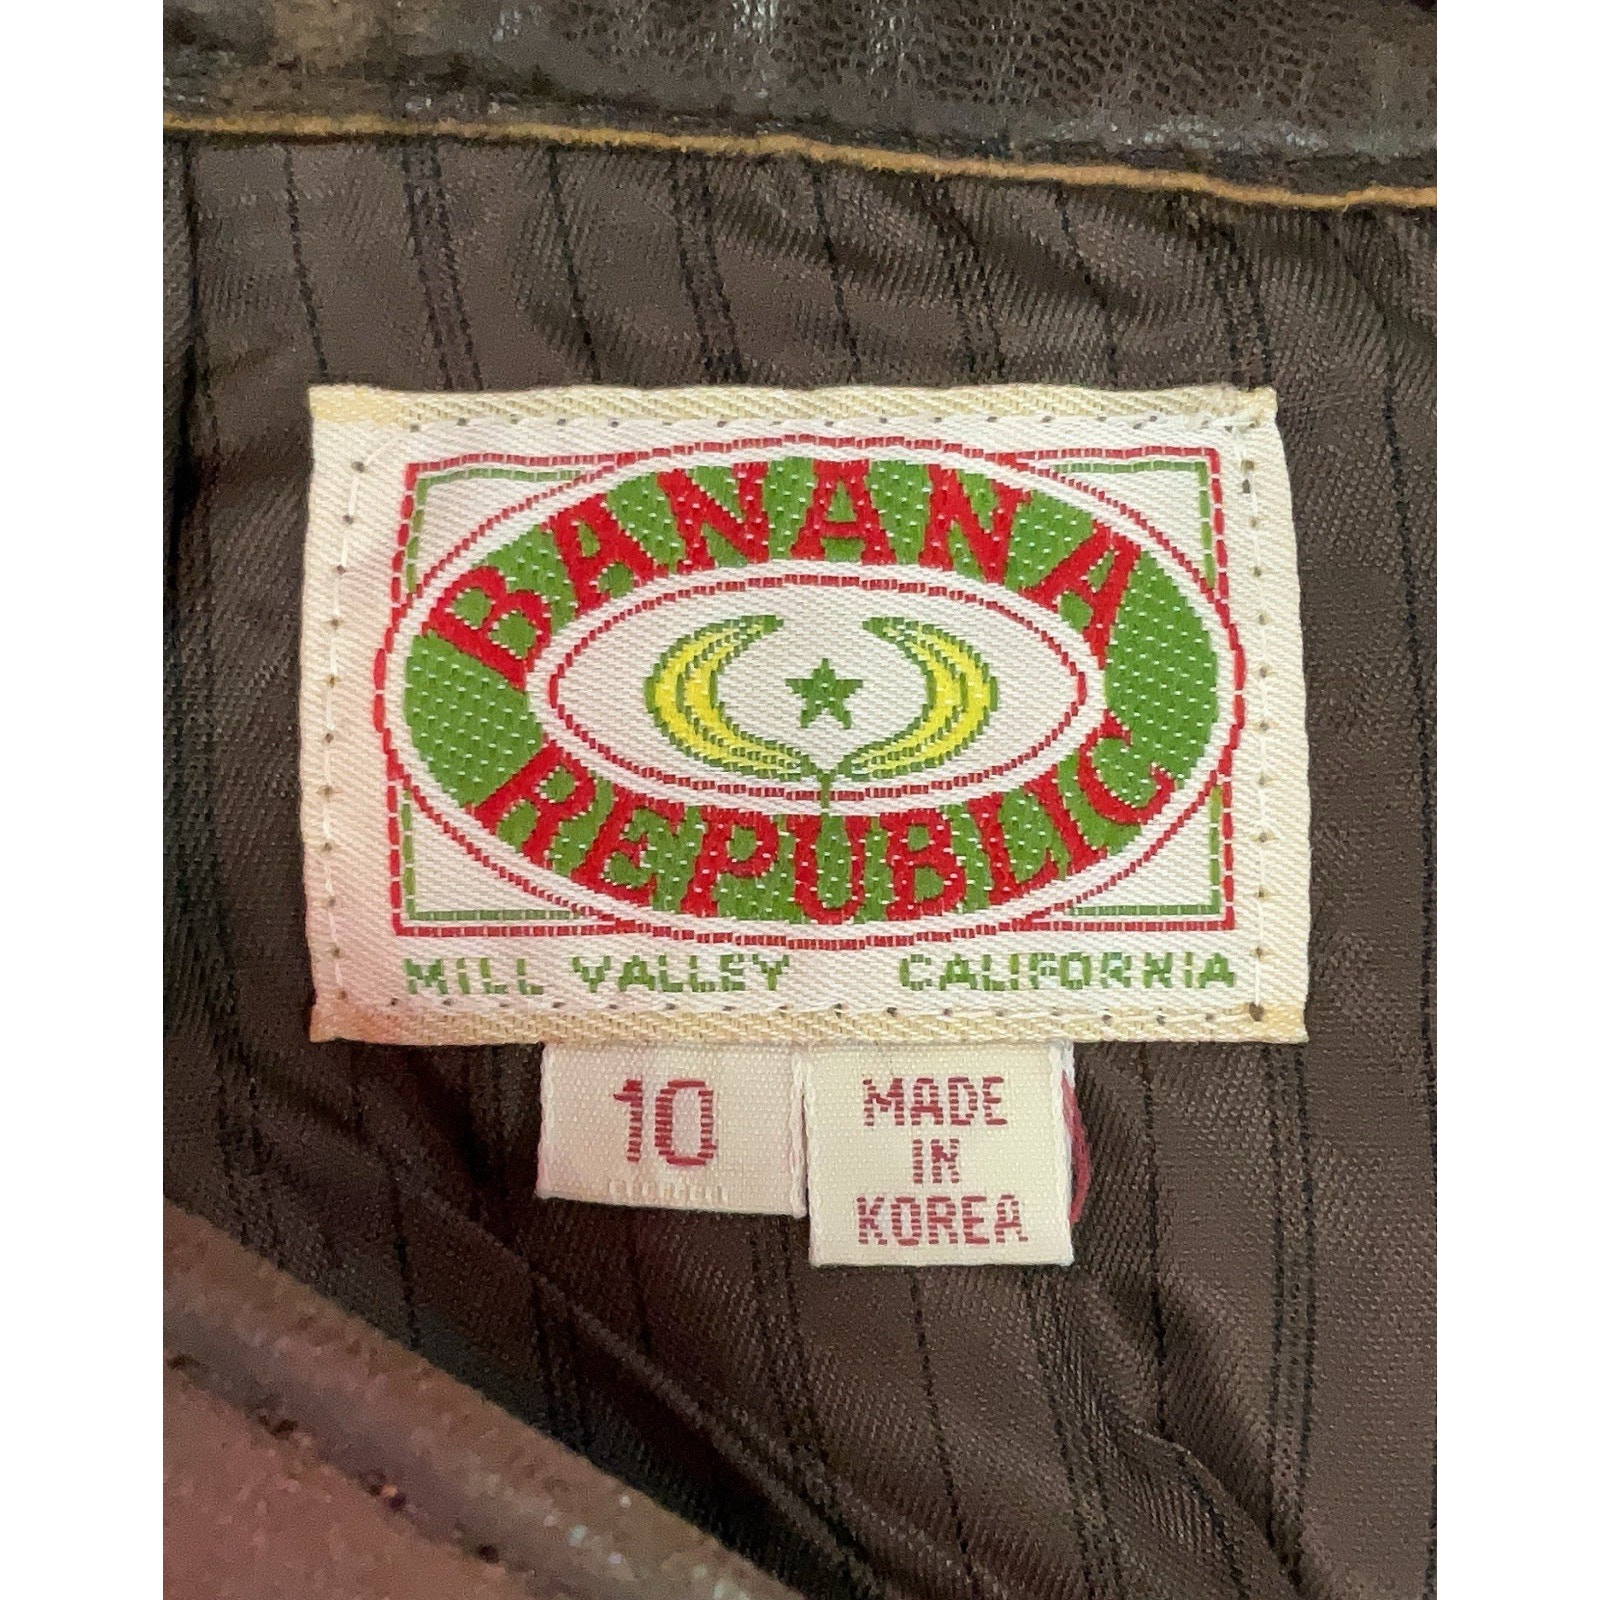 BANANA
REPUBLIC
MILL VALLEY CALIFORNIA
10
MADE
IN
KOREA